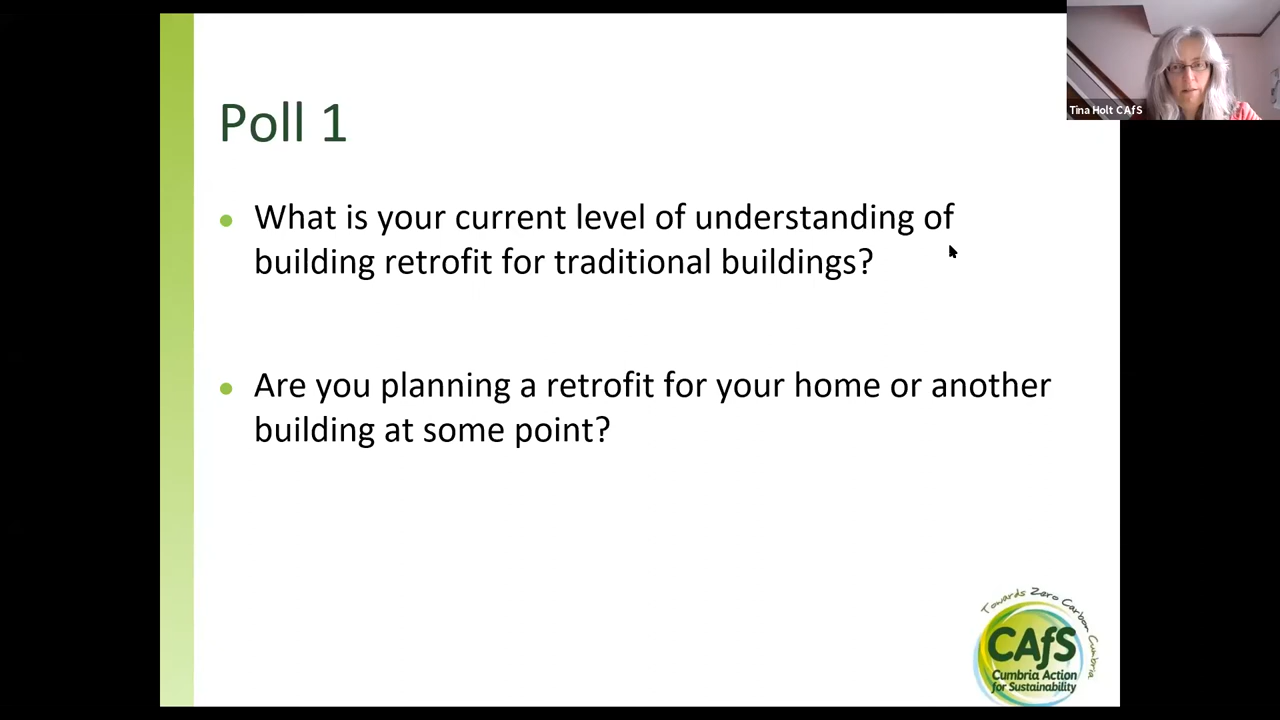 Tina Holt CAfS
Poll 1
What is your current level of understanding of
building retrofit for traditional buildings?
Are you planning a retrofit for your home or another
building at some point?
Towards Zero Carbon Cumbria
CAfS
Cumbria Action
for Sustainability